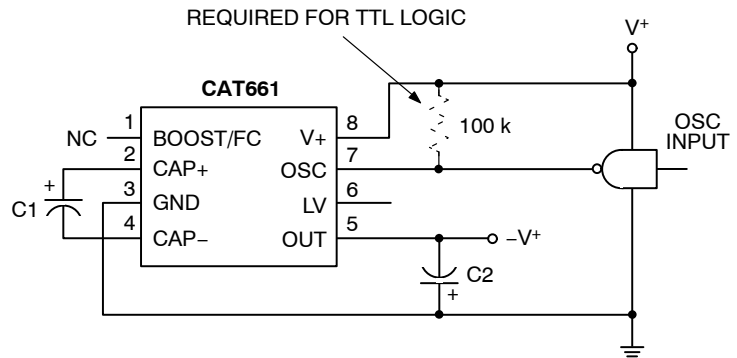 REQUIRED FOR TTL LOGIC
V+
CAT661
1
NC
BOOST/FC
V+
8
100 k
OSC
INPUT
2
CAP+
OSC
7
+
C1
3
GND
LV
6
4
CAP−
OUT
5
−V+
C2
+